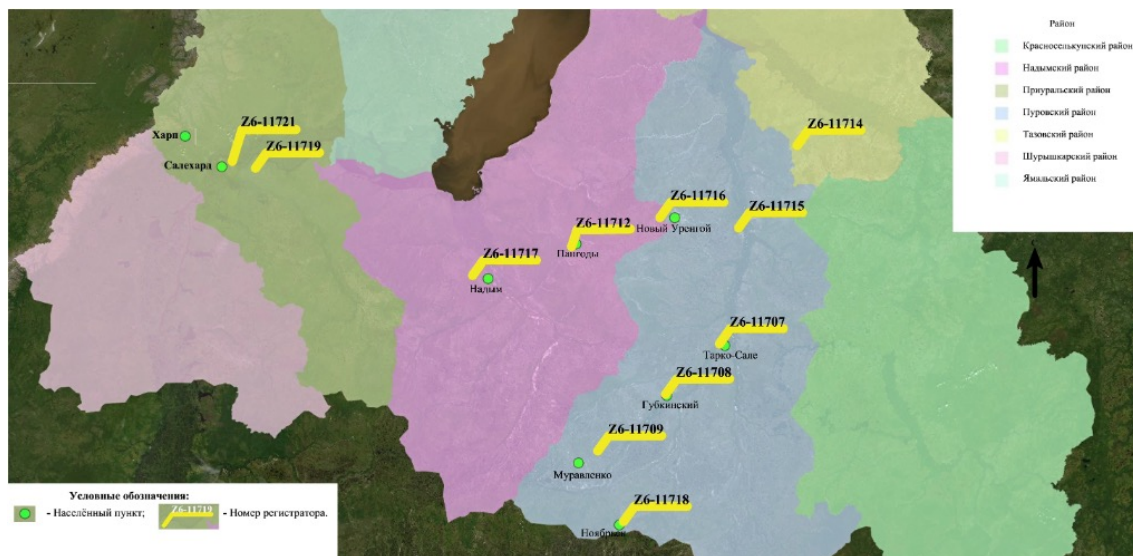 Район
Красноселькупский район
Надымский район
Приуральский район
Пуровский район
Тазовский район
Шурышкарский район
Ямальский район
Z6-11721
Z6-11714
Харп
Z6-11719
Салехард
Z6-11716
Z6-11715
Z6-11712
Новый Уренгой
Пангоды
Z6-11717
Надым
Z6-11707
Тарко-Сале
Z6-11708
Губкинский
Z6-11709
Муравленко
Z6-11718
Ноябрьск
Условные обозначения:
- Населённый пункт;
Z6-11719
- Номер регистратора.